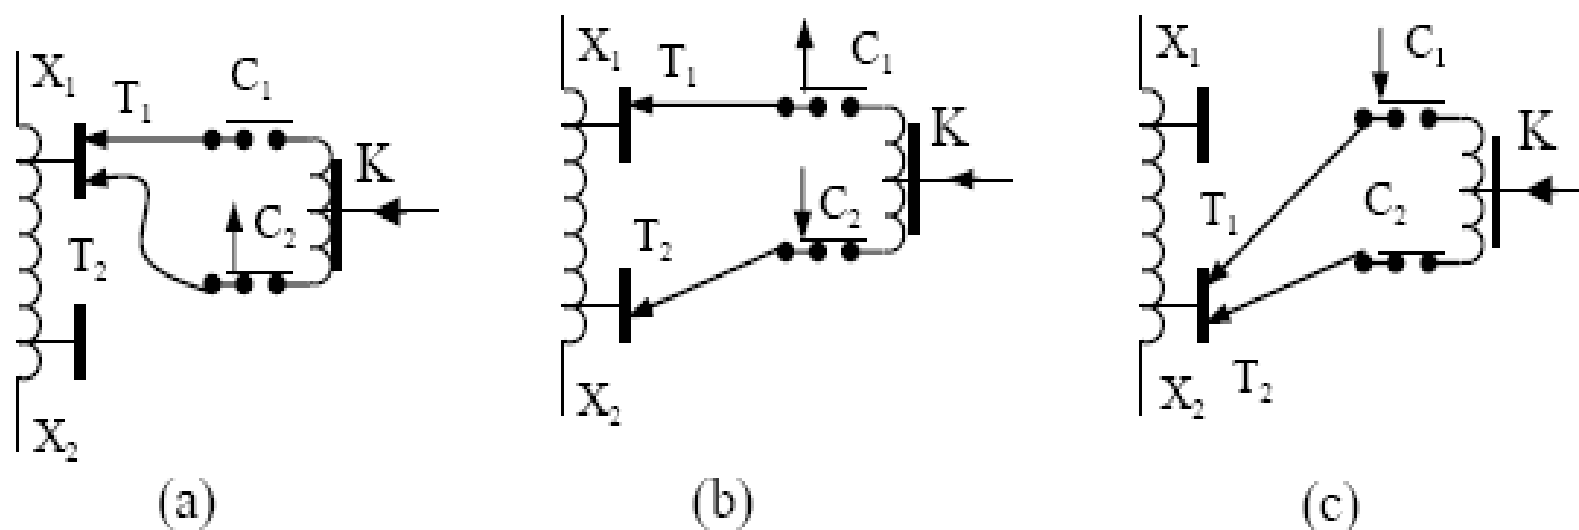 X₁
T₁
C₁
K
C₂
T₂
X₂
(a)
X₁
T₁
C₁
K
C₂
T₂
X₂
(b)
X₁
C₁
K
T₁
C₂
T₂
X₂
(c)